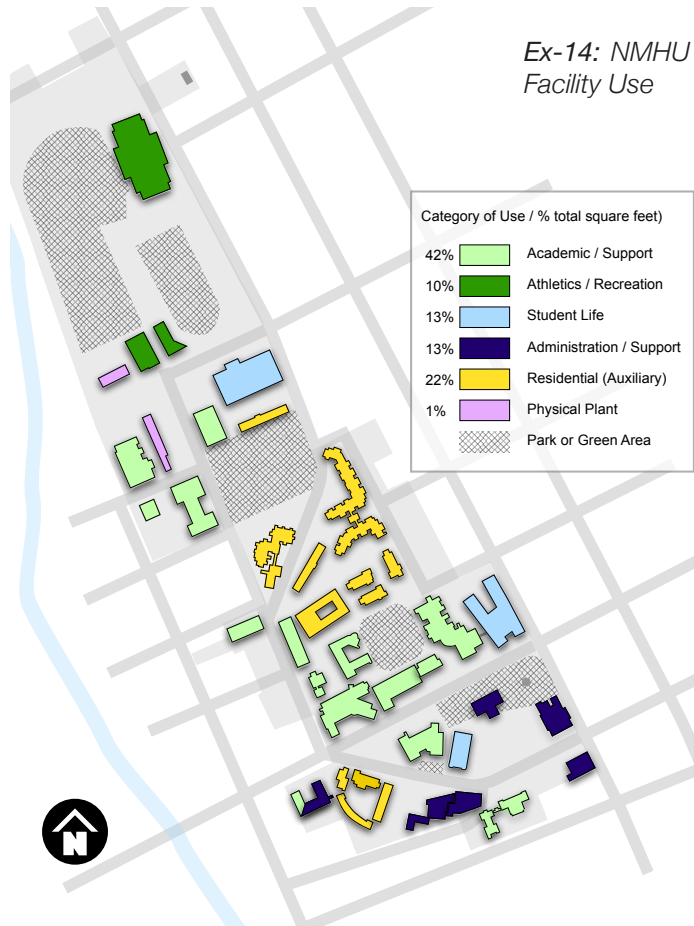 Ex-14: NMHU
Facility Use
Category of Use / % total square feet)
42% Academic / Support
10% Athletics / Recreation
13% Student Life
13% Administration / Support
22% Residential (Auxiliary)
1% Physical Plant
Park or Green Area
N